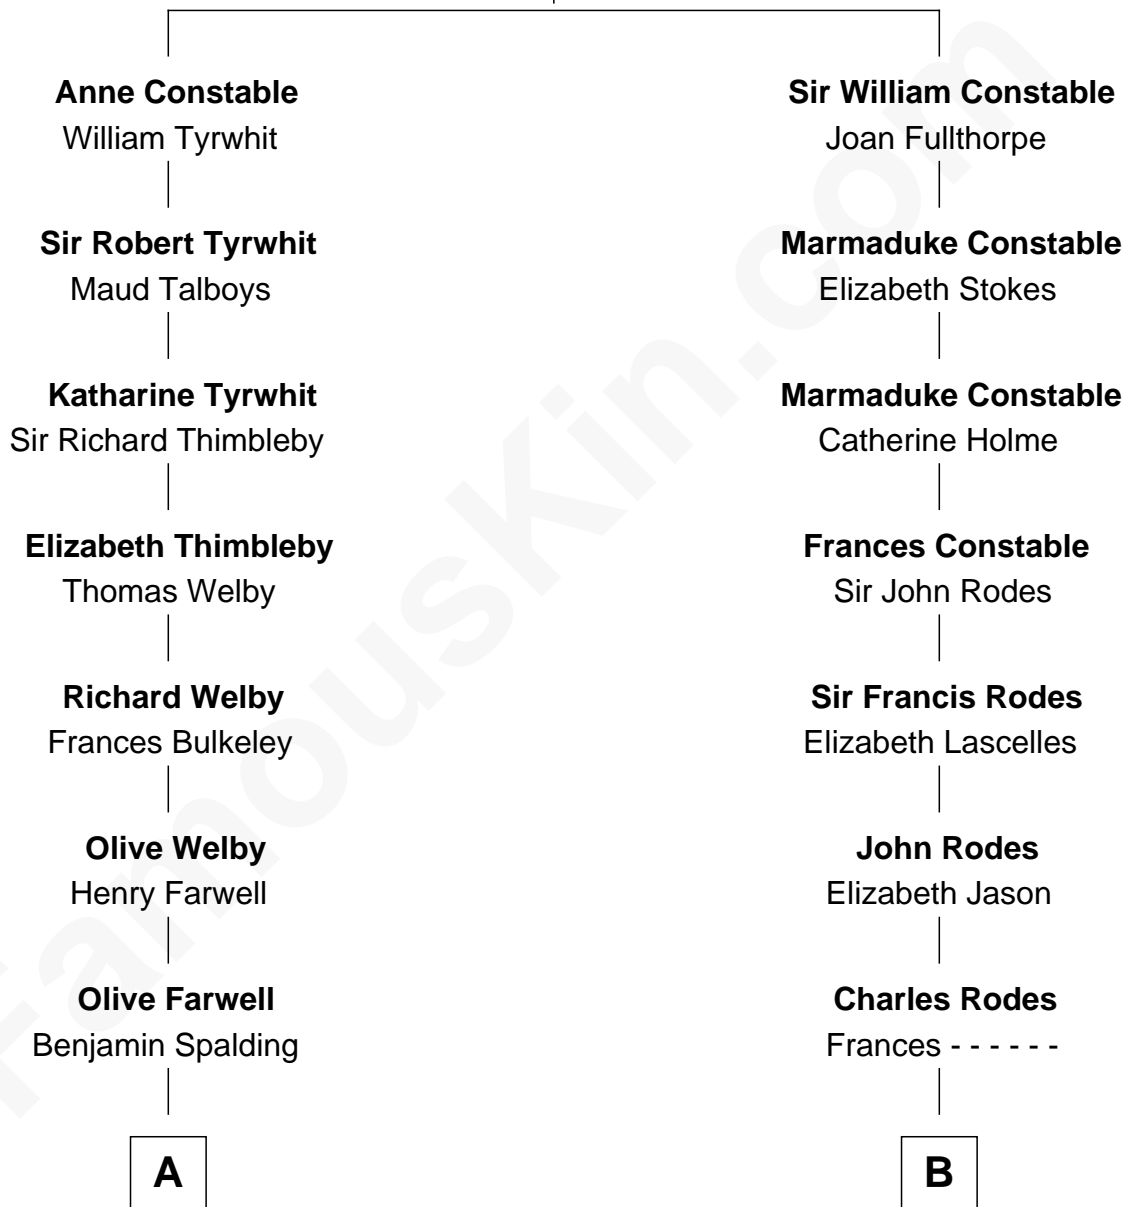 Anne Constable
William Tyrwhit
Sir Robert Tyrwhit
Maud Talboys
Katharine Tyrwhit
Sir Richard Thimbleby
Elizabeth Thimbleby
Thomas Welby
Richard Welby
Frances Bulkeley
Olive Welby
Henry Farwell
Olive Farwell
Benjamin Spalding
A
Sir William Constable
Joan Fullthorpe
Marmaduke Constable
Elizabeth Stokes
Marmaduke Constable
Catherine Holme
Frances Constable
Sir John Rodes
Sir Francis Rodes
Elizabeth Lascelles
John Rodes
Elizabeth Jason
Charles Rodes
Frances - - - - - -
B
FamousKin.com